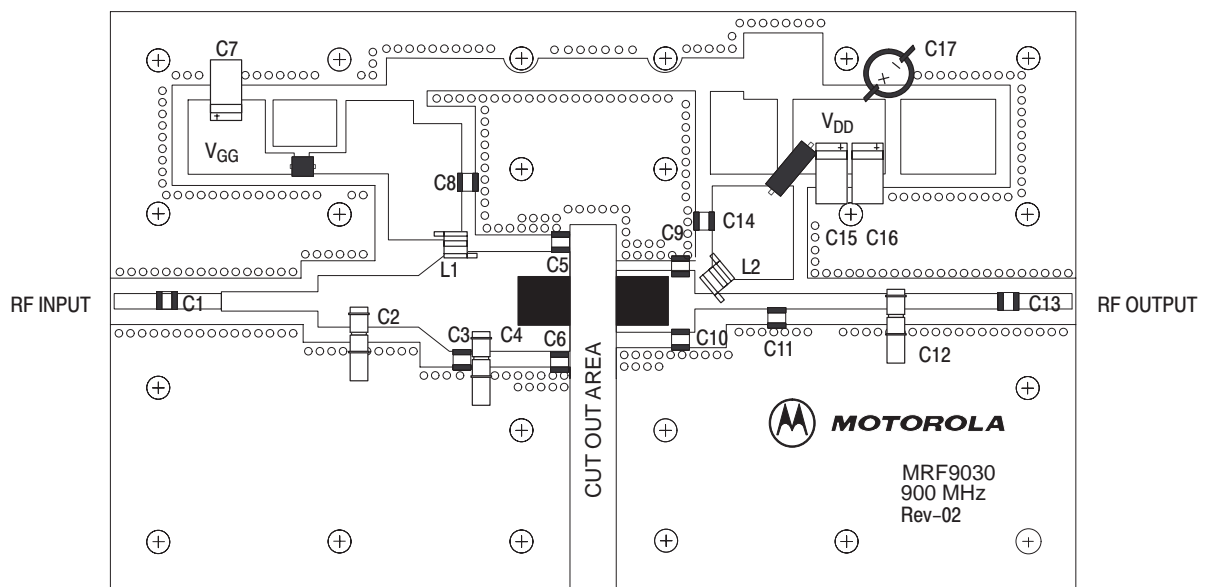 C7
C17
VGG
VDD
C8
C14
C15
C16
C9
C5
L1
L2
RF INPUT
C1
C2
C3
C4
C6
C10
C11
C12
C13
RF OUTPUT
CUT OUT AREA
MOTOROLA
MRF9030
900 MHz
Rev−02